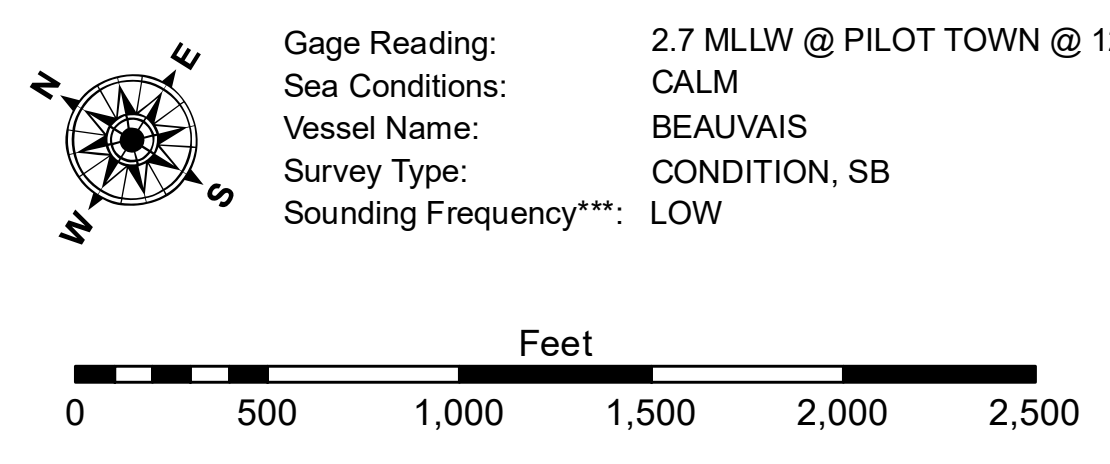 N
E
S
W
Gage Reading: 2.7 MLLW @ PILOT TOWN @
Sea Conditions: CALM
Vessel Name: BEAUVAIS
Survey Type: CONDITION, SB
Sounding Frequency***: LOW
Feet
0 500 1,000 1,500 2,000 2,500